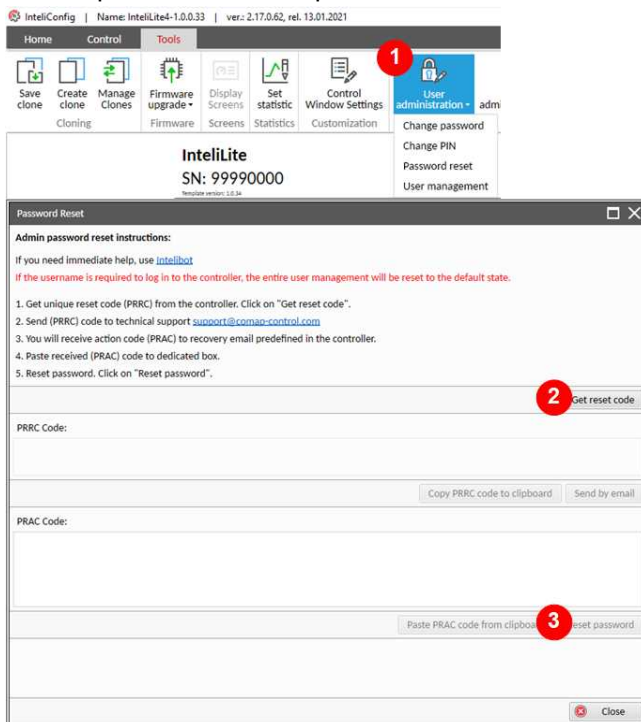 InteliConfig | Name: InteliLite4-1.0.0.33 | ver.: 2.17.0.62, rel. 13.01.2021
Home Control Tools
1
Save clone
Create clone
Manage Clones
Firmware upgrade
Display Screens
Set statistic
Control Window Settings
User administration
admi
Cloning Firmware Screens Statistics Customization
Change password
Change PIN
Password reset
User management
InteliLite
SN: 99990000
Template version: 1.0.34
Password Reset
Admin password reset instructions:
If you need immediate help, use Intelibot
If the username is required to log in to the controller, the entire user management will be reset to the default state.
1. Get unique reset code (PRRC) from the controller. Click on "Get reset code".
2. Send (PRRC) code to technical support support@comap-control.com
3. You will receive action code (PRAC) to recovery email predefined in the controller.
4. Paste received (PRAC) code to dedicated box.
5. Reset password. Click on "Reset password".
2
Get reset code
PRRC Code:
Copy PRRC code to clipboard Send by email
PRAC Code:
Paste PRAC code from clipboa
3
eset password
Close